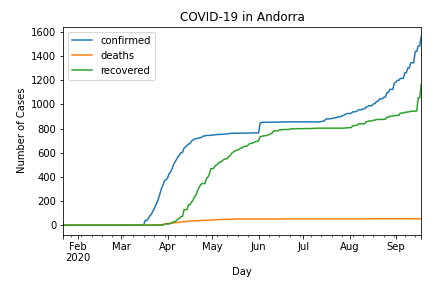 COVID-19 in Andorra
1600
1400
1200
1000
800
600
400
200
0
Number of Cases
confirmed
deaths
recovered
Feb Mar Apr May Jun Jul Aug Sep
2020
Day